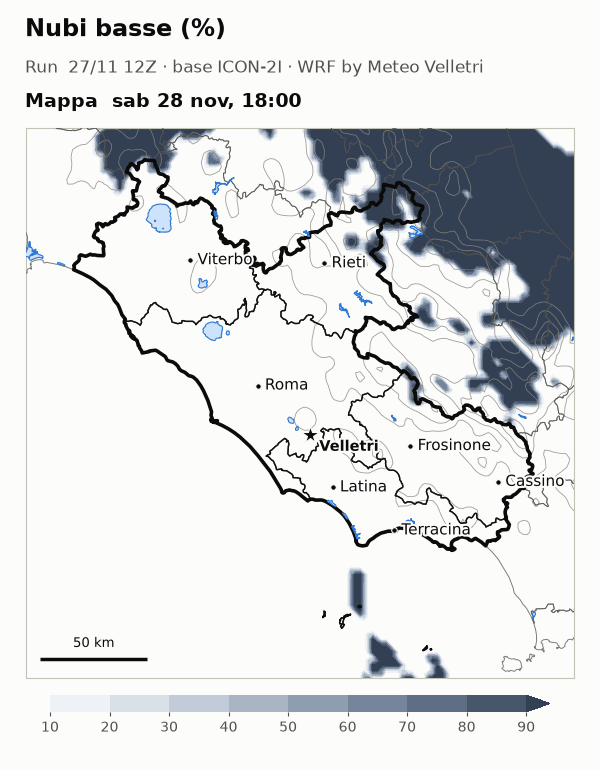 Nubi basse (%)
Run  27/11 12Z · base ICON-2I · WRF by Meteo Velletri
Mappa  sab 28 nov, 18:00
Viterbo
Rieti
Roma
Velletri
Frosinone
Latina
Cassino
Terracina
50 km
10 20 30 40 50 60 70 80 90